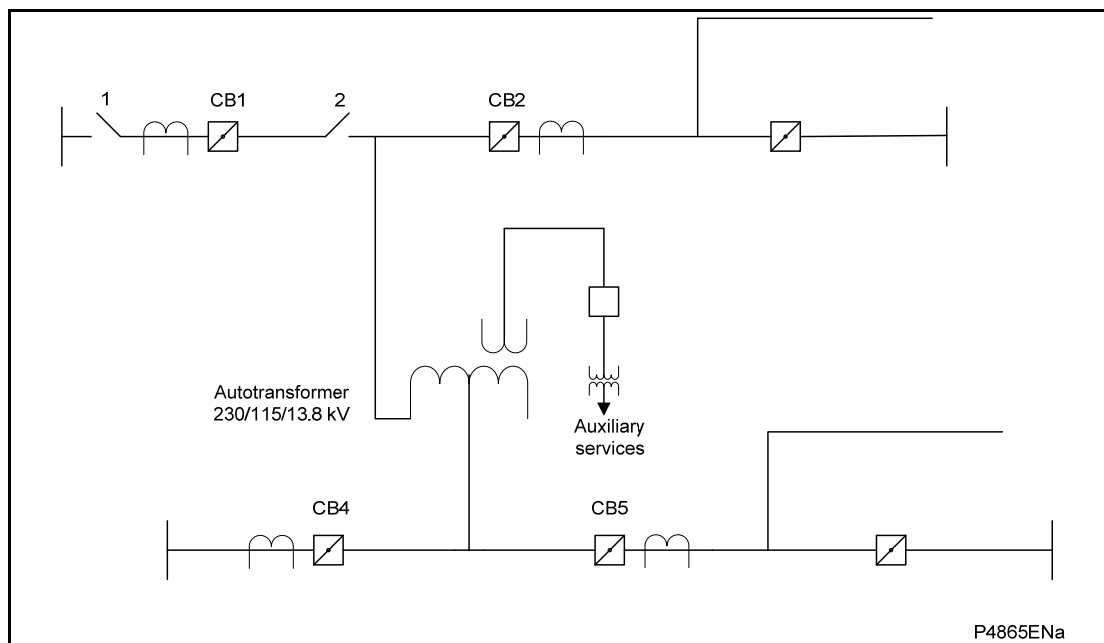 1
CB1
2
CB2
Autotransformer
230/115/13.8 kV
Auxiliary
services
CB4
CB5
P4865ENa